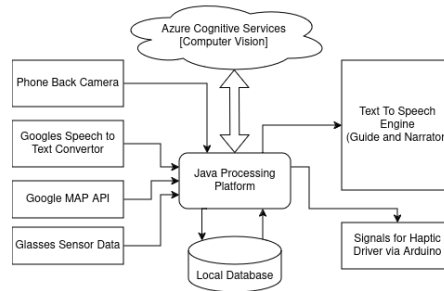 Azure Cognitive Services
[Computer Vision]
Phone Back Camera
Googles Speech to
Text Convertor
Google MAP API
Glasses Sensor Data
Java Processing
Platform
Text To Speech
Engine
(Guide and Narrator
Signals for Haptic
Driver via Arduino
Local Database